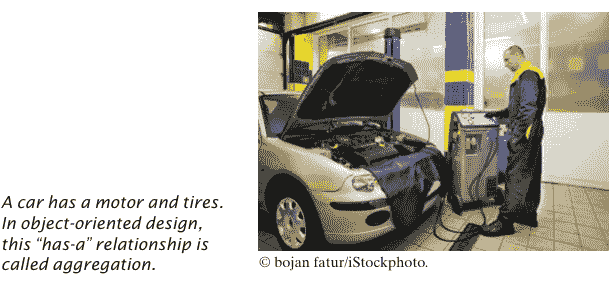 A car has a motor and tires.
In object-oriented design,
this “has-a” relationship is
called aggregation.
© bojan fatur/iStockphoto.